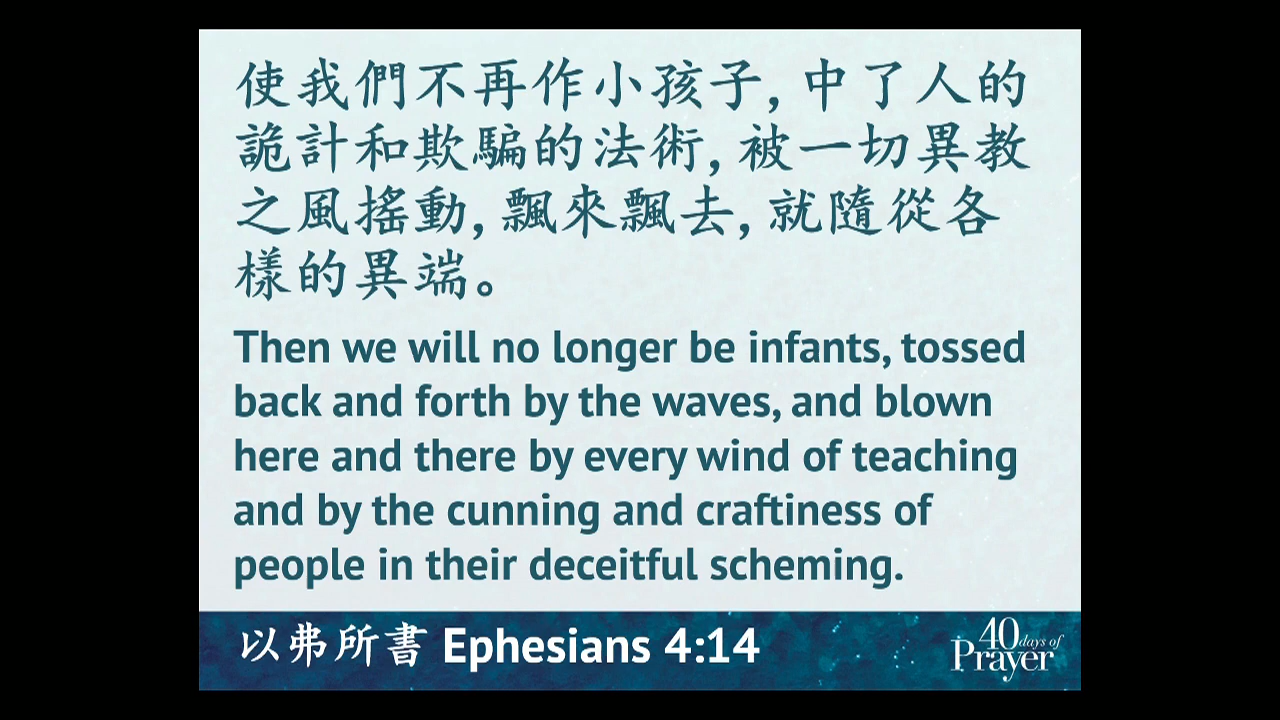 使我們不再作小孩子, 中了人的
詭計和欺騙的法術, 被一切異教
之風搖動, 飄來飄去, 就隨從各
樣的異端。
Then we will no longer be infants, tossed
back and forth by the waves, and blown
here and there by every wind of teaching
and by the cunning and craftiness of
people in their deceitful scheming.
以弗所書 Ephesians 4:14
40 days of
Prayer